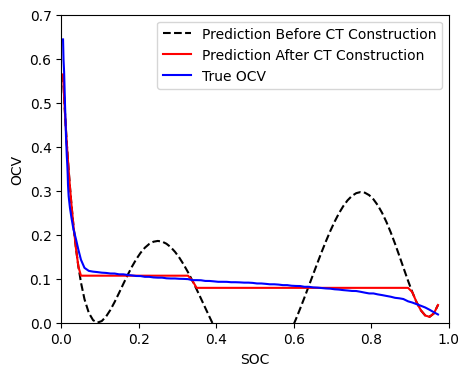 0.7
0.6
0.5
0.4
0.3
0.2
0.1
0.0
OCV
Prediction Before CT Construction
Prediction After CT Construction
True OCV
0.0 0.2 0.4 0.6 0.8 1.0
SOC